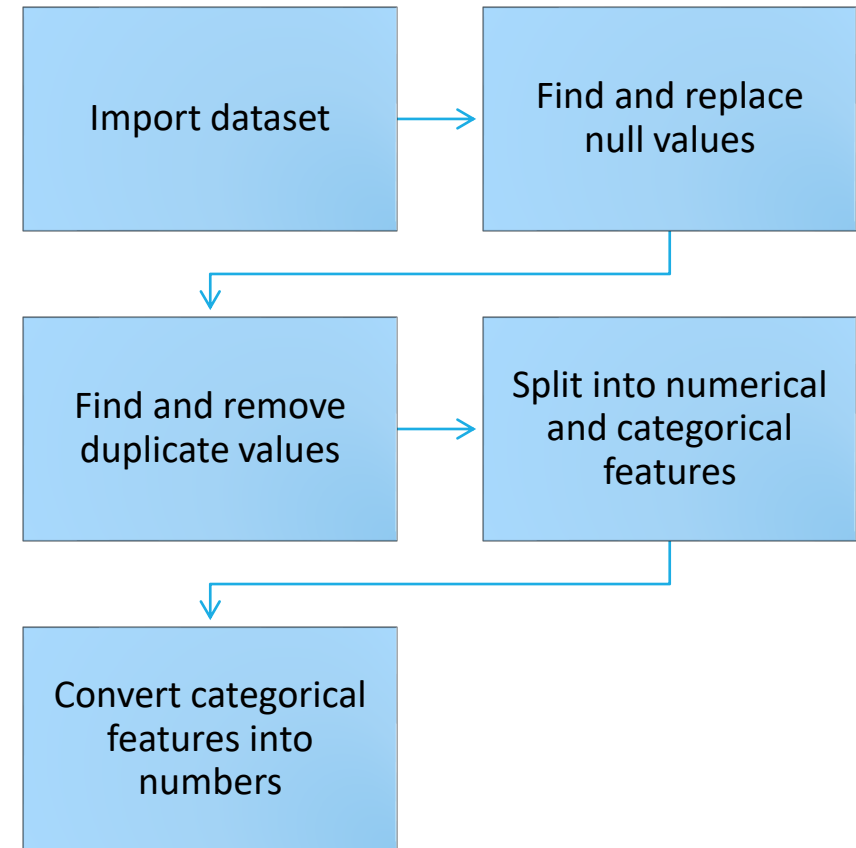 Import dataset
Find and replace
null values
Find and remove
duplicate values
Split into numerical
and categorical
features
Convert categorical
features into
numbers